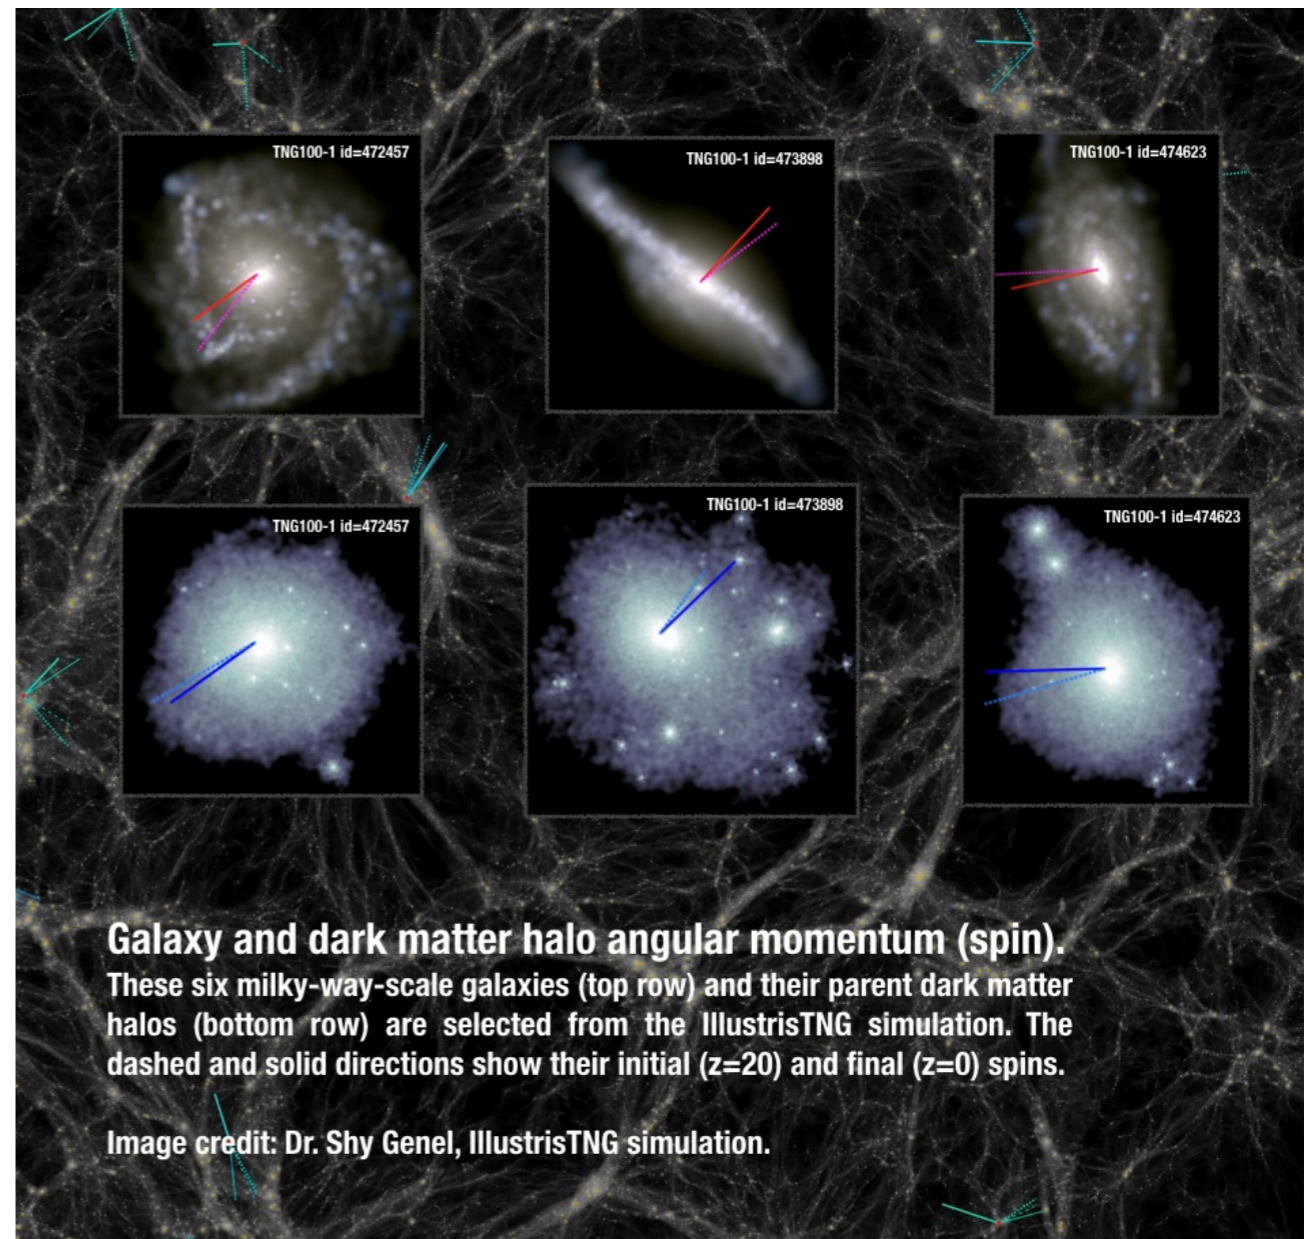 TNG100-1 id=472457
TNG100-1 id=473898
TNG100-1 id=474623
TNG100-1 id=472457
TNG100-1 id=473898
TNG100-1 id=474623
Galaxy and dark matter halo angular momentum (spin).
These six milky-way-scale galaxies (top row) and their parent dark matter
halos (bottom row) are selected from the IllustrisTNG simulation. The
dashed and solid directions show their initial (z=20) and final (z=0) spins.
Image credit: Dr. Shy Genel, IllustrisTNG simulation.